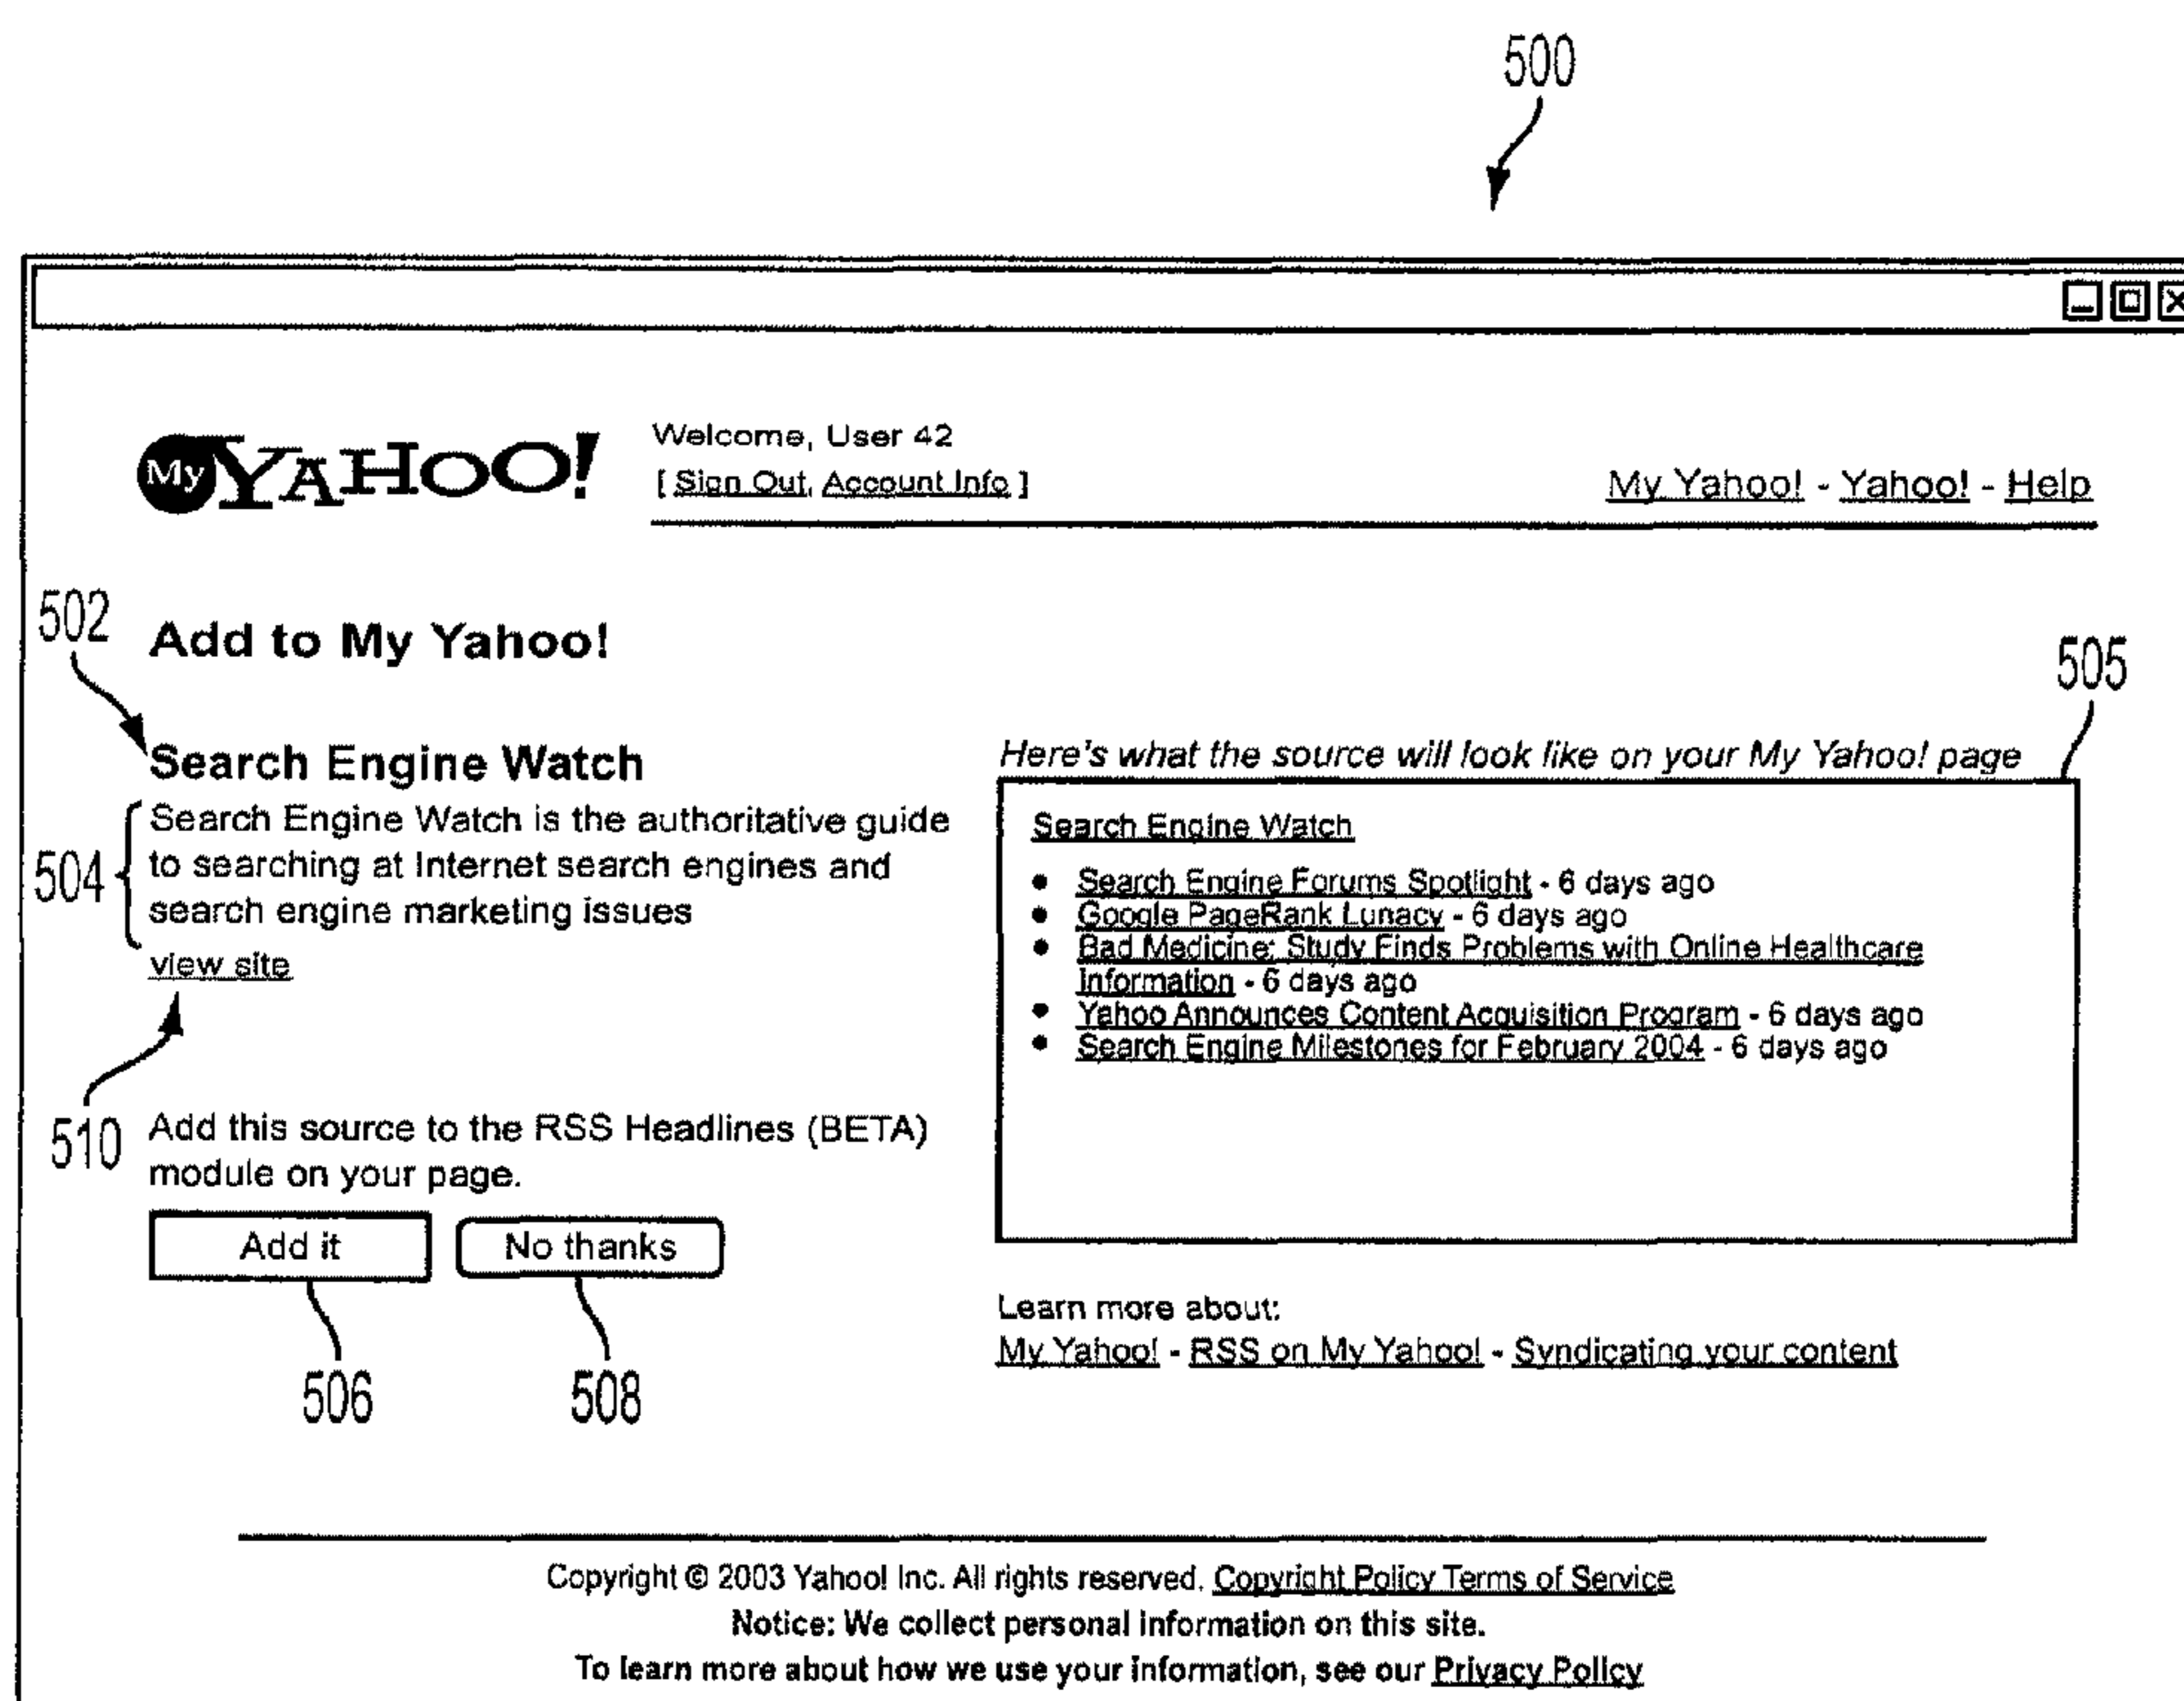 500
My YAHOO!
Welcome, User 42
[ Sign Out, Account Info ]
My Yahoo! - Yahoo! - Help
502
Add to My Yahoo!
505
Search Engine Watch
504
Search Engine Watch is the authoritative guide
to searching at Internet search engines and
search engine marketing issues
view site
510
Add this source to the RSS Headlines (BETA)
module on your page.
Add it
No thanks
506
508
Here's what the source will look like on your My Yahoo! page
Search Engine Watch
• Search Engine Forums Spotlight - 6 days ago
• Google PageRank Lunacy - 6 days ago
• Bad Medicine: Study Finds Problems with Online Healthcare
Information - 6 days ago
• Yahoo Announces Content Acquisition Program - 6 days ago
• Search Engine Milestones for February 2004 - 6 days ago
Learn more about:
My Yahoo! - RSS on My Yahoo! - Syndicating your content
Copyright © 2003 Yahoo! Inc. All rights reserved. Copyright Policy Terms of Service
Notice: We collect personal information on this site.
To learn more about how we use your information, see our Privacy Policy